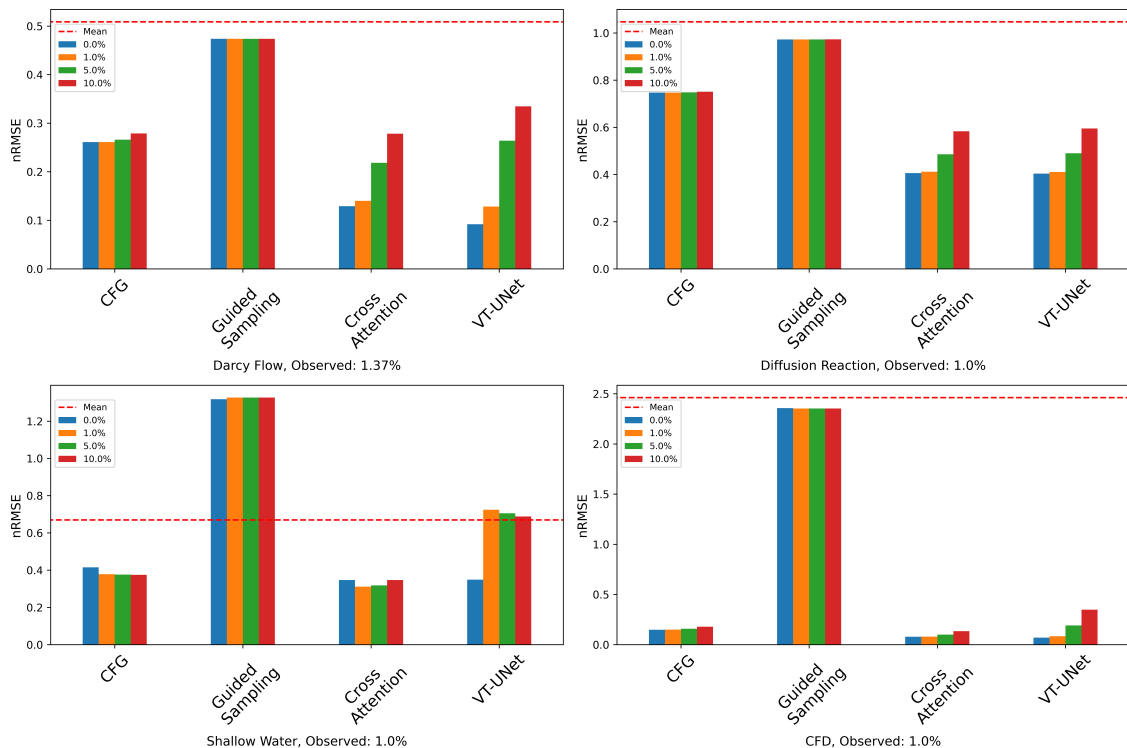 nRMSE
0.5
0.4
0.3
0.2
0.1
0.0
Mean
0.0%
1.0%
5.0%
10.0%
CFG
Guided
Sampling
Cross
Attention
VT-UNet
Darcy Flow, Observed: 1.37%
nRMSE
1.0
0.8
0.6
0.4
0.2
0.0
Mean
0.0%
1.0%
5.0%
10.0%
CFG
Guided
Sampling
Cross
Attention
VT-UNet
Diffusion Reaction, Observed: 1.0%
nRMSE
1.2
1.0
0.8
0.6
0.4
0.2
0.0
Mean
0.0%
1.0%
5.0%
10.0%
CFG
Guided
Sampling
Cross
Attention
VT-UNet
Shallow Water, Observed: 1.0%
nRMSE
2.5
2.0
1.5
1.0
0.5
0.0
Mean
0.0%
1.0%
5.0%
10.0%
CFG
Guided
Sampling
Cross
Attention
VT-UNet
CFD, Observed: 1.0%